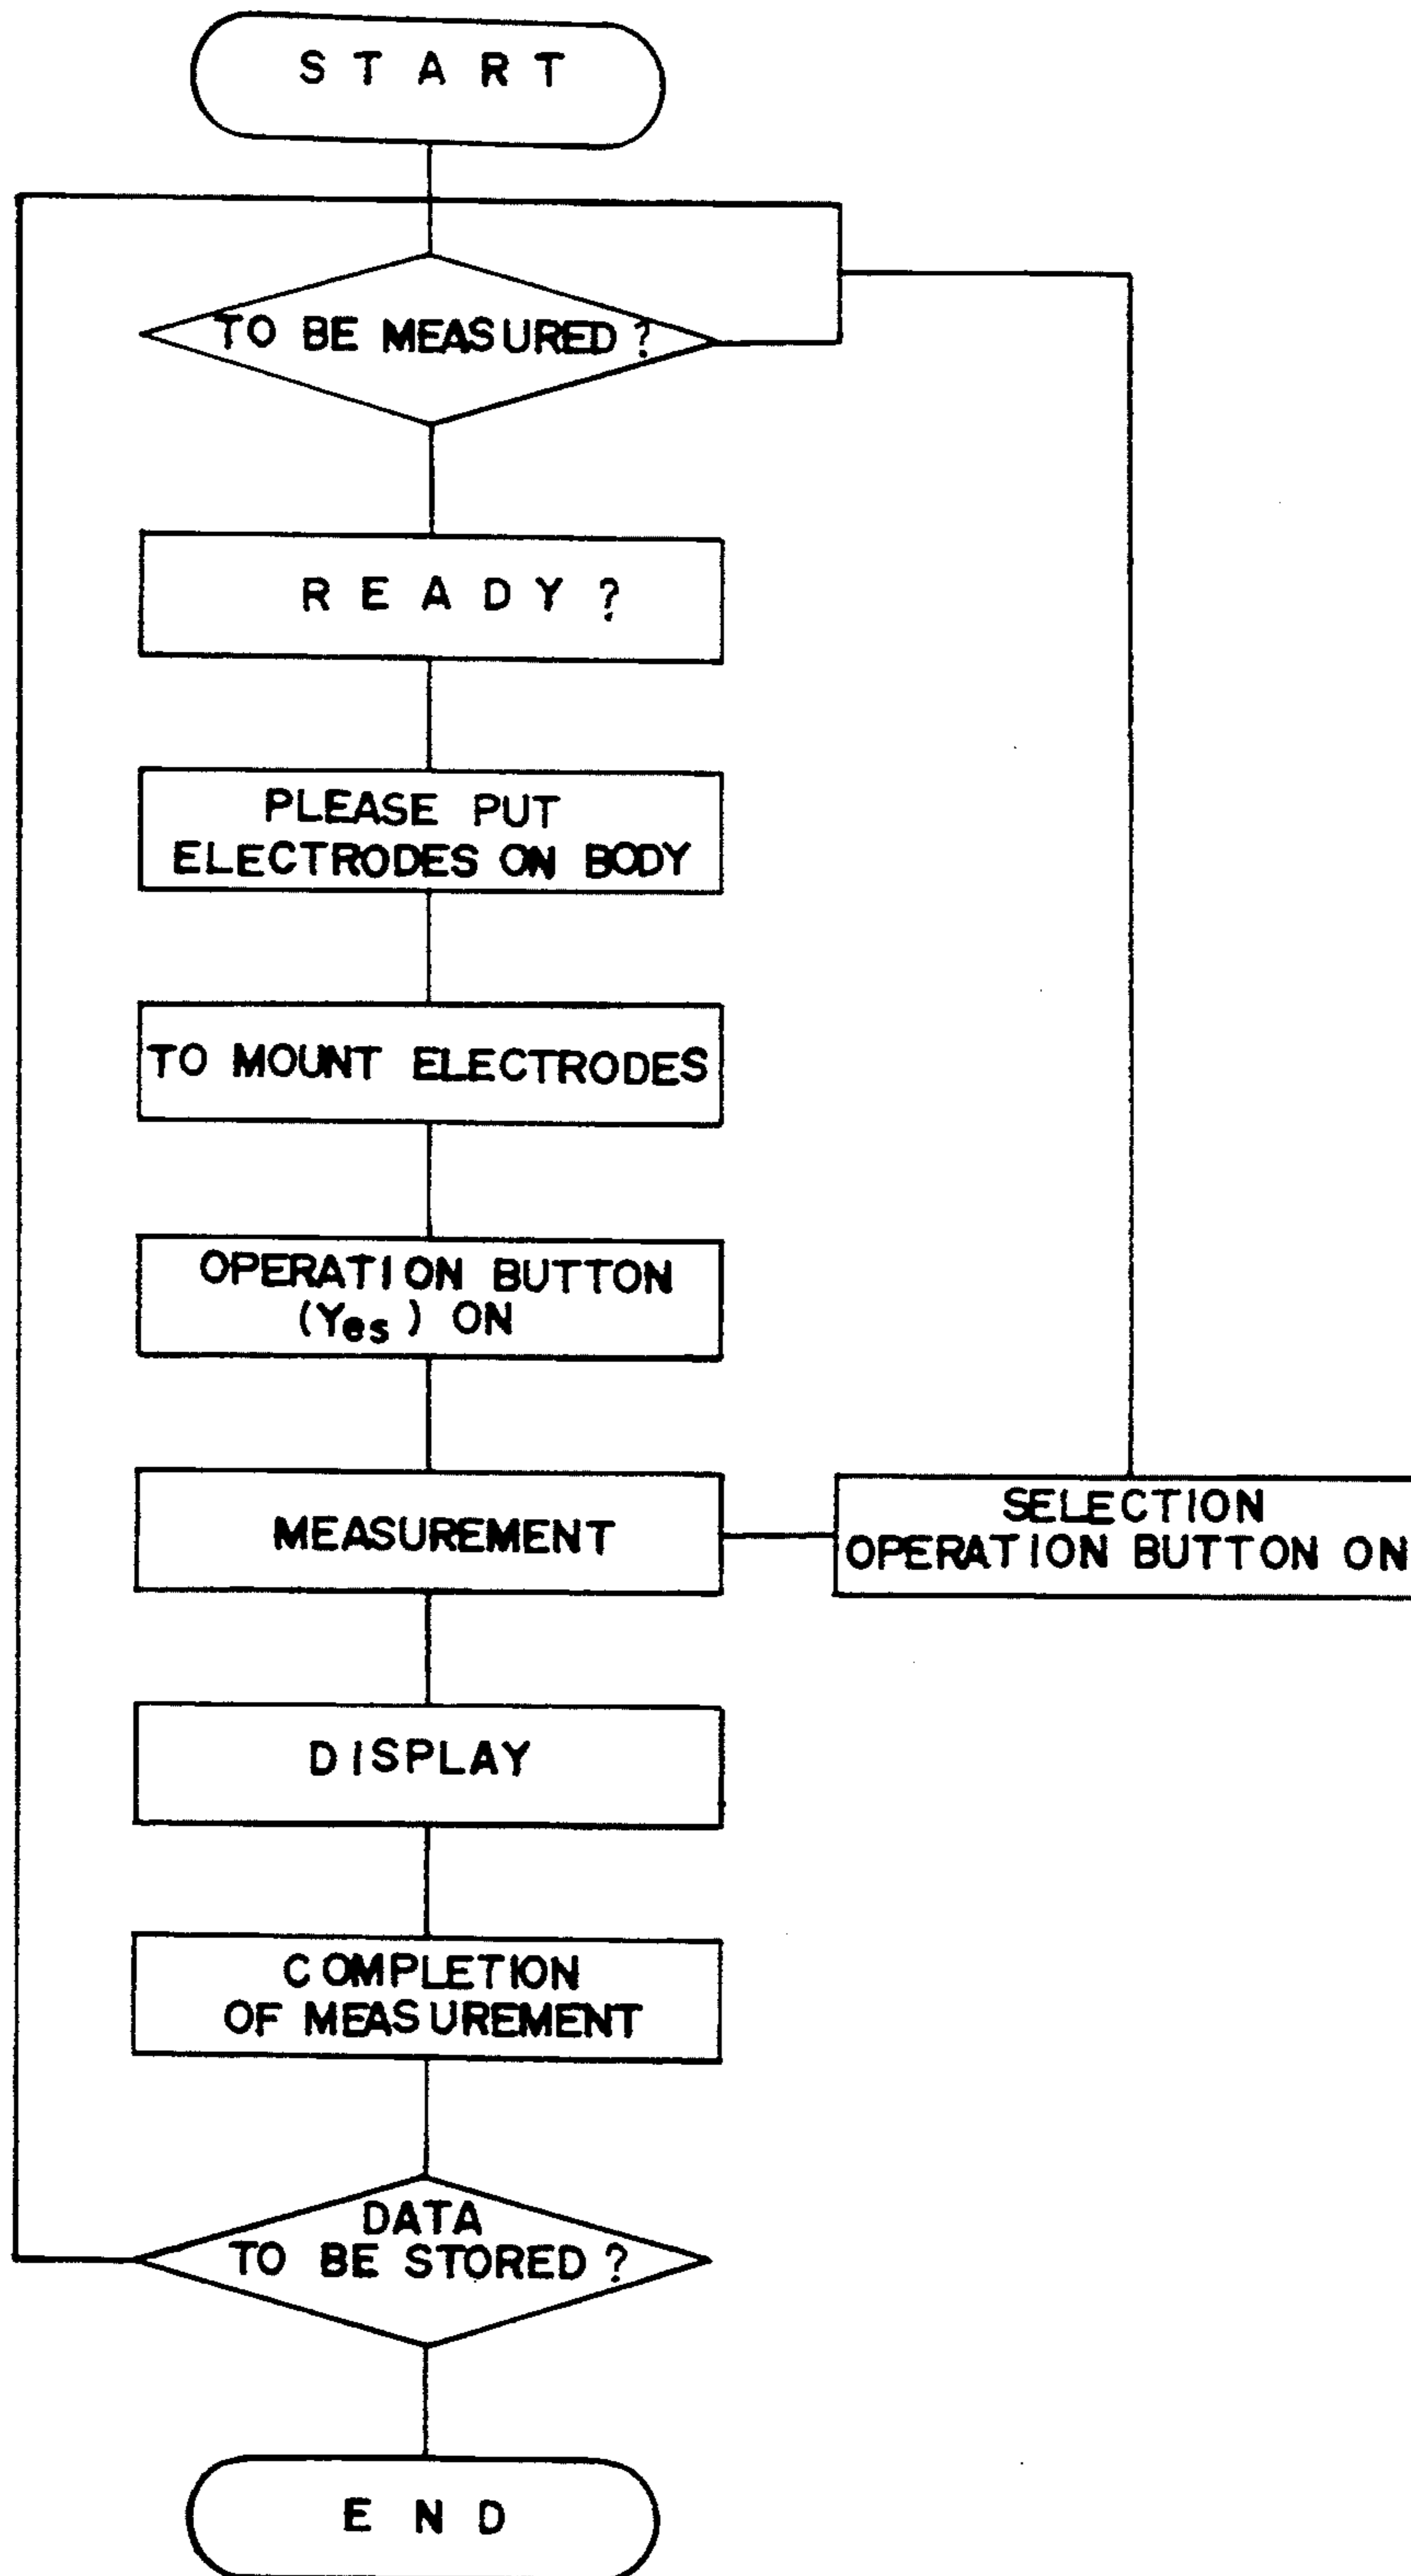 START
TO BE MEASURED?
READY?
PLEASE PUT
ELECTRODES ON BODY
TO MOUNT ELECTRODES
OPERATION BUTTON
(Yes) ON
MEASUREMENT
SELECTION
OPERATION BUTTON ON
DISPLAY
COMPLETION
OF MEASUREMENT
DATA
TO BE STORED?
END